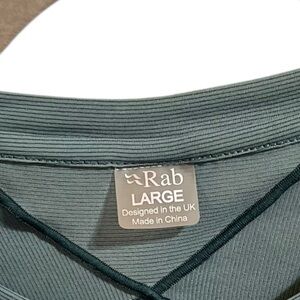 Rab
LARGE
Designed in the UK
Made in China